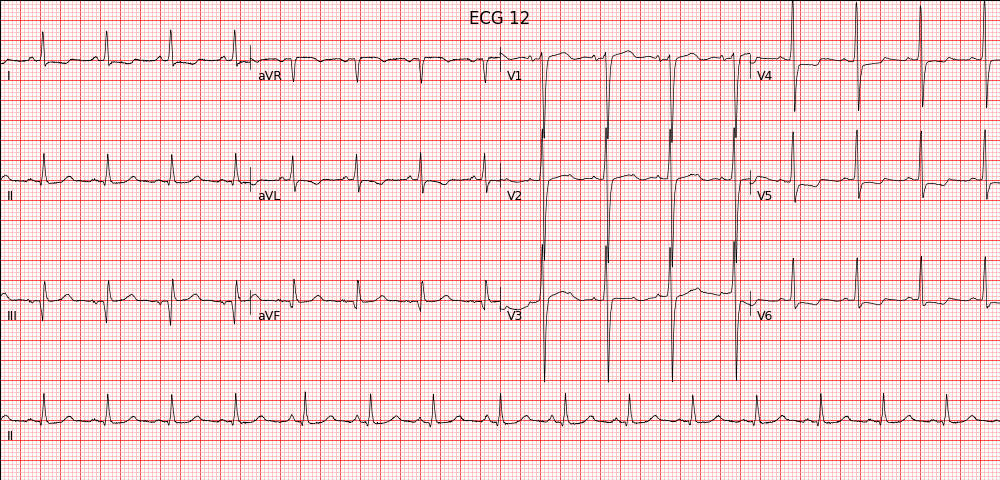 ECG 12
I aVR V1 V4
II aVL V2 V5
III aVF V3 V6
II